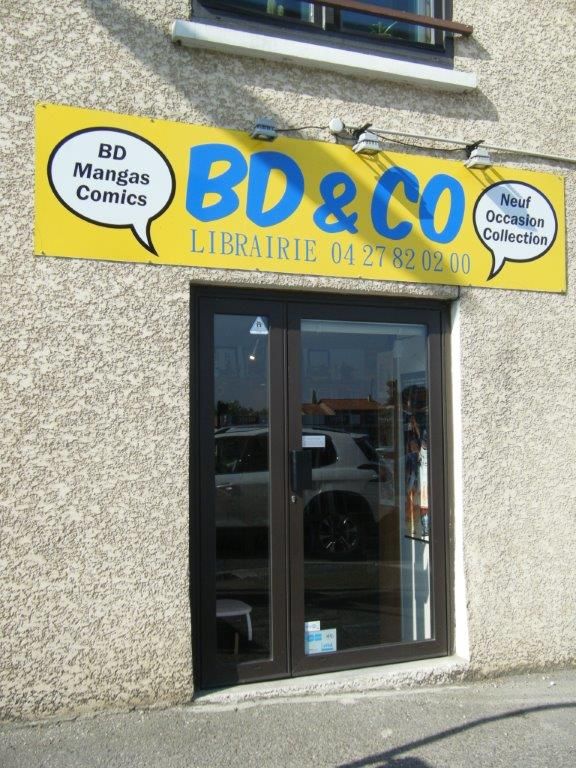 BD
Mangas
Comics
BD & CO
LIBRAIRIE 04 27 82 02 00
Neuf
Occasion
Collection